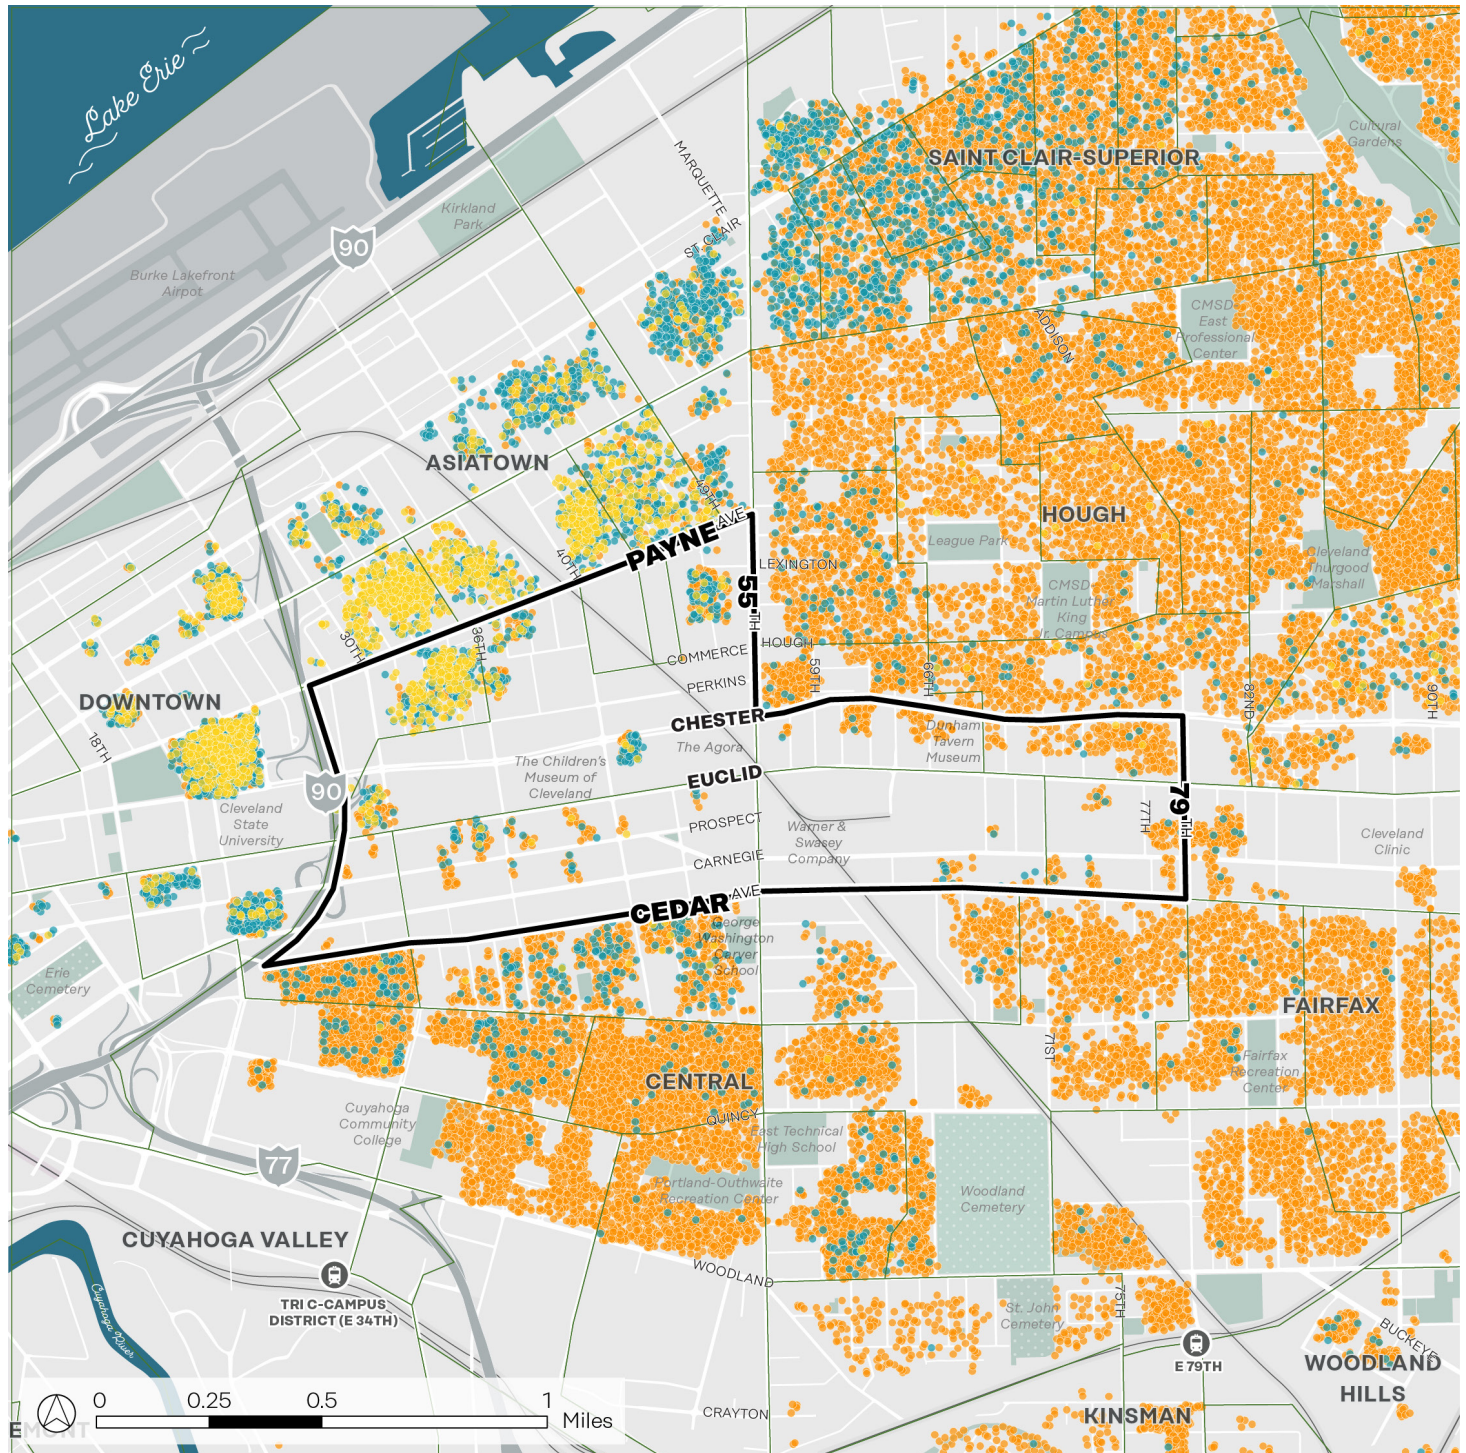 Lake Erie
MARQUETTE
SAINT CLAIR-SUPERIOR
Cultural
Gardens
Kirkland
Park
ST. CLAIR
90
Burke Lakefront
Airpot
CMSD
East
Professional
Center
ADDISON
ASIATOWN
49TH
HOUGH
PAYNE AVE
League Park
40TH
LEXINGTON
Cleveland
Thurgood
Marshall
55TH
CMSD-
Martin Luther
King
Jr. Campus
30TH
36TH
HOUGH
COMMERCE
59TH
66TH
PERKINS
82ND
90TH
DOWNTOWN
CHESTER
18TH
The Agora
Dunham
Tavern
Museum
The Children's
Museum of
Cleveland
EUCLID
90
Cleveland
State
University
77TH
79TH
PROSPECT
Warner &
Swasey
Company
Cleveland
Clinic
CARNEGIE
CEDAR AVE
George
Washington
Carver
School
Erie
Cemetery
FAIRFAX
71ST
Fairfax
Recreation
Center
CENTRAL
Cuyahoga
Community
College
QUINCY
East Technical
High School
77
Portland-Outhwaite
Recreation Center
Woodland
Cemetery
CUYAHOGA VALLEY
WOODLAND
TRI C-CAMPUS
DISTRICT (E 34TH)
Cuyahoga River
75TH
St. John
Cemetery
E 79TH
BUCKEYE
WOODLAND
HILLS
0 0.25 0.5 1
Miles
CRAYTON
KINSMAN
EMONT